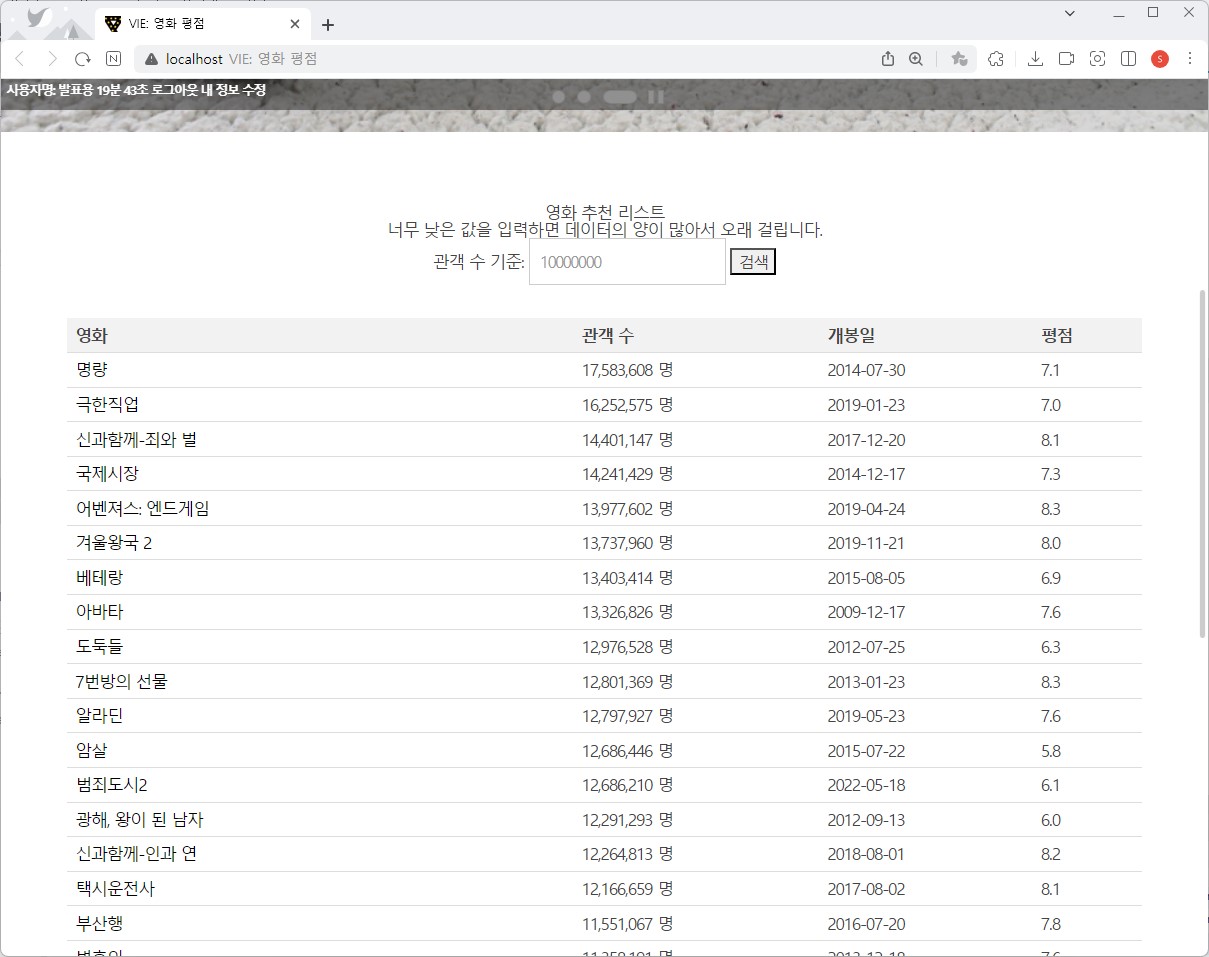 VIE: 영화 평점
localhost VIE: 영화 평점
사용자명: 발표용 19분 43초 로그아웃 내 정보 수정
영화 추천 리스트
너무 낮은 값을 입력하면 데이터의 양이 많아서 오래 걸립니다.
관객 수 기준: 10000000 검색
영화 관객 수 개봉일 평점
명량 17,583,608 명 2014-07-30 7.1
극한직업 16,252,575 명 2019-01-23 7.0
신과함께-죄와 벌 14,401,147 명 2017-12-20 8.1
국제시장 14,241,429 명 2014-12-17 7.3
어벤져스: 엔드게임 13,977,602 명 2019-04-24 8.3
겨울왕국 2 13,737,960 명 2019-11-21 8.0
베테랑 13,403,414 명 2015-08-05 6.9
아바타 13,326,826 명 2009-12-17 7.6
도둑들 12,976,528 명 2012-07-25 6.3
7번방의 선물 12,801,369 명 2013-01-23 8.3
알라딘 12,797,927 명 2019-05-23 7.6
암살 12,686,446 명 2015-07-22 5.8
범죄도시2 12,686,210 명 2022-05-18 6.1
광해, 왕이 된 남자 12,291,293 명 2012-09-13 6.0
신과함께-인과 연 12,264,813 명 2018-08-01 8.2
택시운전사 12,166,659 명 2017-08-02 8.1
부산행 11,551,067 명 2016-07-20 7.8